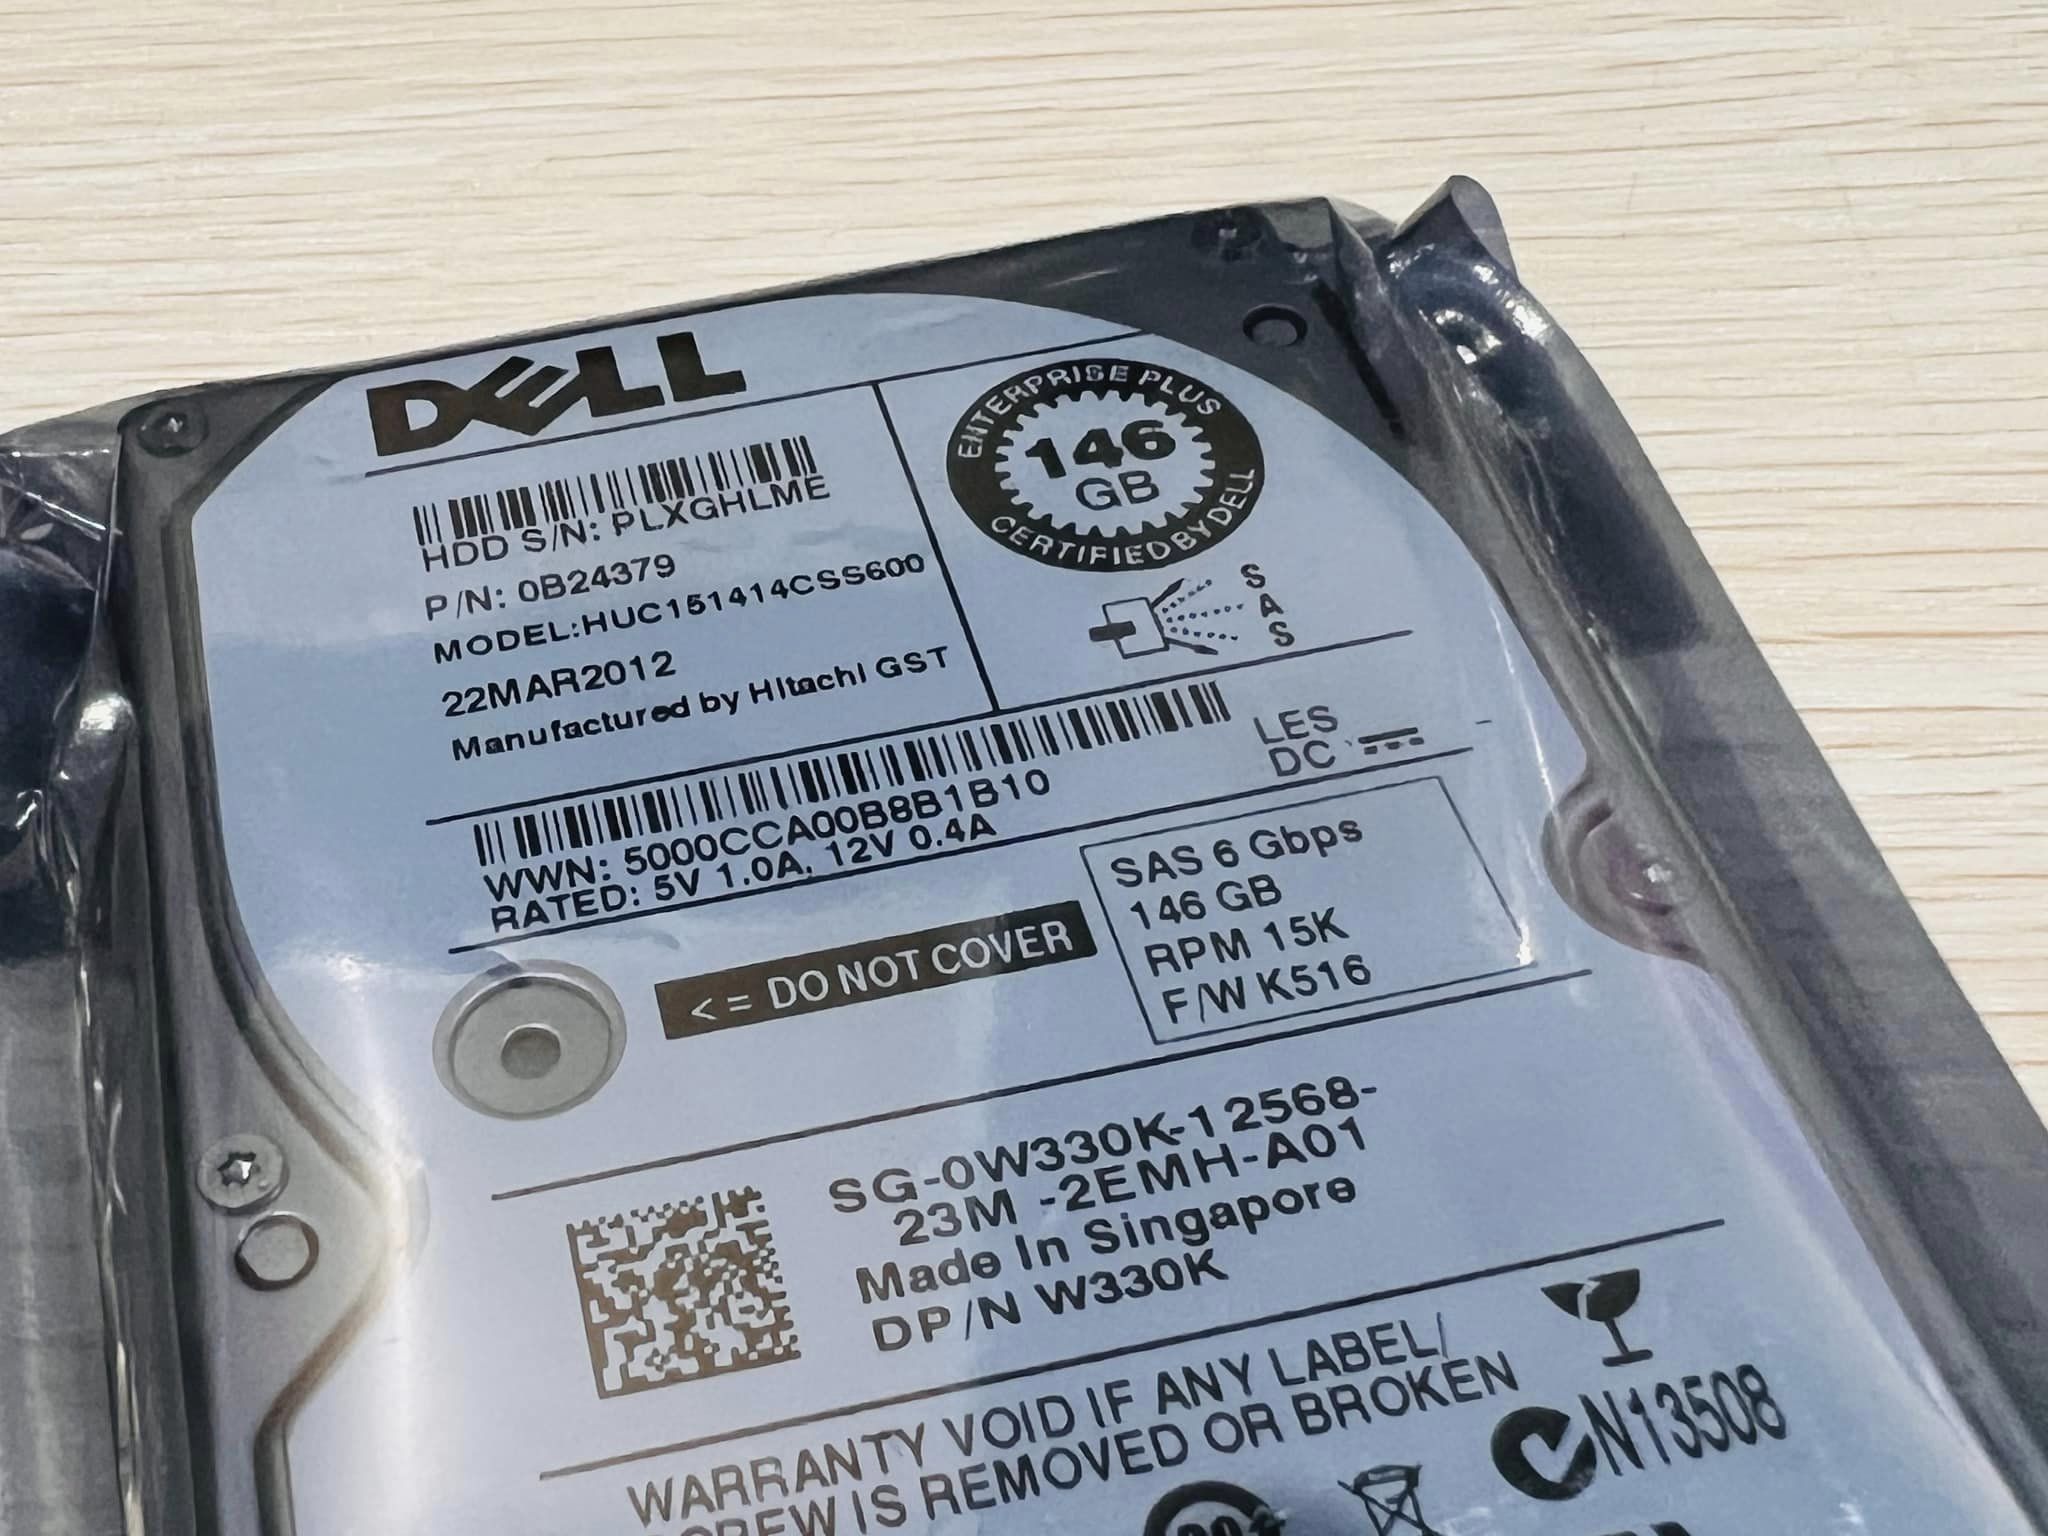 DELL
ENTERPRISE PLUS
146
GB
CERTIFIED BY DELL
HDD S/N: PLXGHLME
P/N: 0B24379
MODEL:HUC151414CSS600
22MAR2012
Manufactured by Hitachi GST
S
A
S
LES
DC
WWN: 5000CCA00B8B1B10
RATED: 5V 1.0A, 12V 0.4A
<= DO NOT COVER
SAS 6 Gbps
146 GB
RPM 15K
F/W K516
SG-0W330K-12568-
23M -2EMH-A01
Made In Singapore
DP/N W330K
WARRANTY VOID IF ANY LABEL/
SCREW IS REMOVED OR BROKEN
N13508